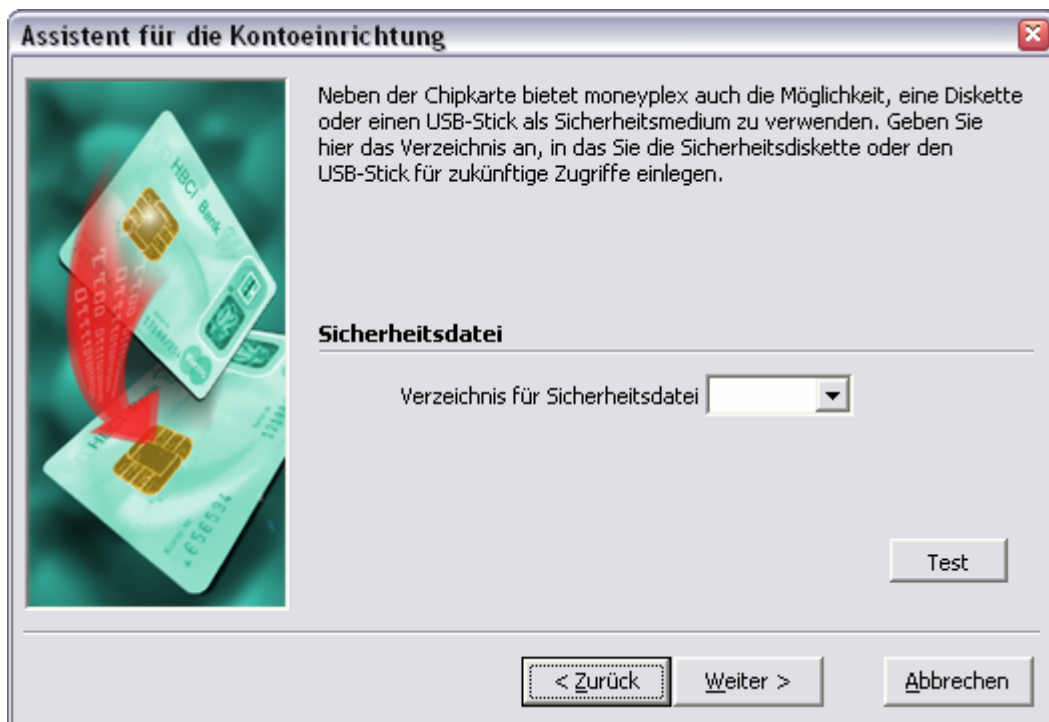 Assistent für die Kontoeinrichtung
HBCI Bank
Neben der Chipkarte bietet moneyplex auch die Möglichkeit, eine Diskette
oder einen USB-Stick als Sicherheitsmedium zu verwenden. Geben Sie
hier das Verzeichnis an, in das Sie die Sicherheitsdiskette oder den
USB-Stick für zukünftige Zugriffe einlegen.
Sicherheitsdatei
Verzeichnis für Sicherheitsdatei
Test
< Zurück
Weiter >
Abbrechen